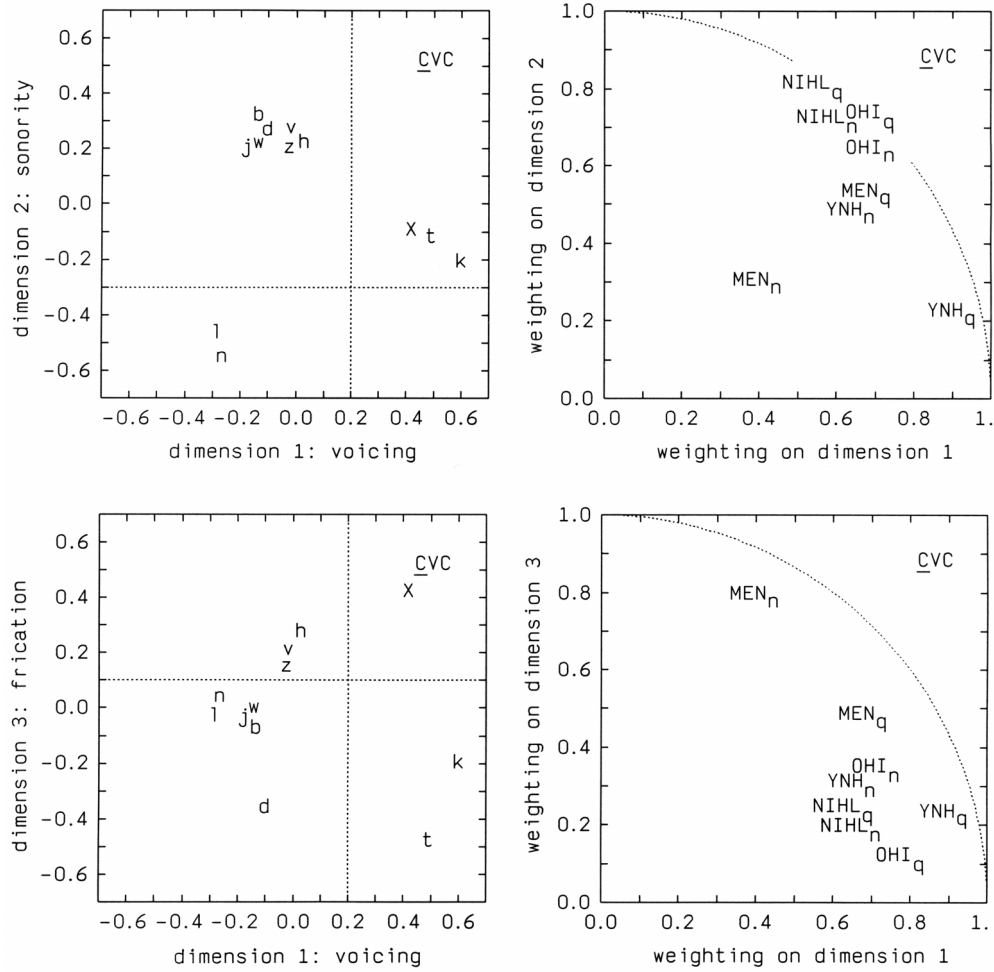 0.6
0.4
0.2
0.0
-0.2
-0.4
-0.6
dimension 2: sonority
CVC
b
d
v
h
j
w
z
X
t
k
l
n
-0.6 -0.4 -0.2 0.0 0.2 0.4 0.6
dimension 1: voicing
1.0
0.8
0.6
0.4
0.2
0.0
weighting on dimension 2
CVC
NIHLq
OHIq
NIHLn
OHIn
MENq
YNHn
MENn
YNHq
0.0 0.2 0.4 0.6 0.8 1.
weighting on dimension 1
0.6
0.4
0.2
0.0
-0.2
-0.4
-0.6
dimension 3: frication
CVC
X
h
v
z
n
l
j
w
b
k
d
t
-0.6 -0.4 -0.2 0.0 0.2 0.4 0.6
dimension 1: voicing
1.0
0.8
0.6
0.4
0.2
0.0
weighting on dimension 3
CVC
MENn
MENq
OHIn
YNHn
NIHLq
YNHq
NIHLn
OHIq
0.0 0.2 0.4 0.6 0.8 1.
weighting on dimension 1